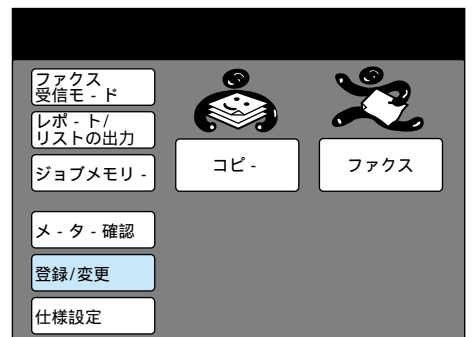 ファクス
受信モ - ド
レポ - ト/
リストの出力
ジョブメモリ -
コピ -
ファクス
メ - タ - 確認
登録/変更
仕様設定